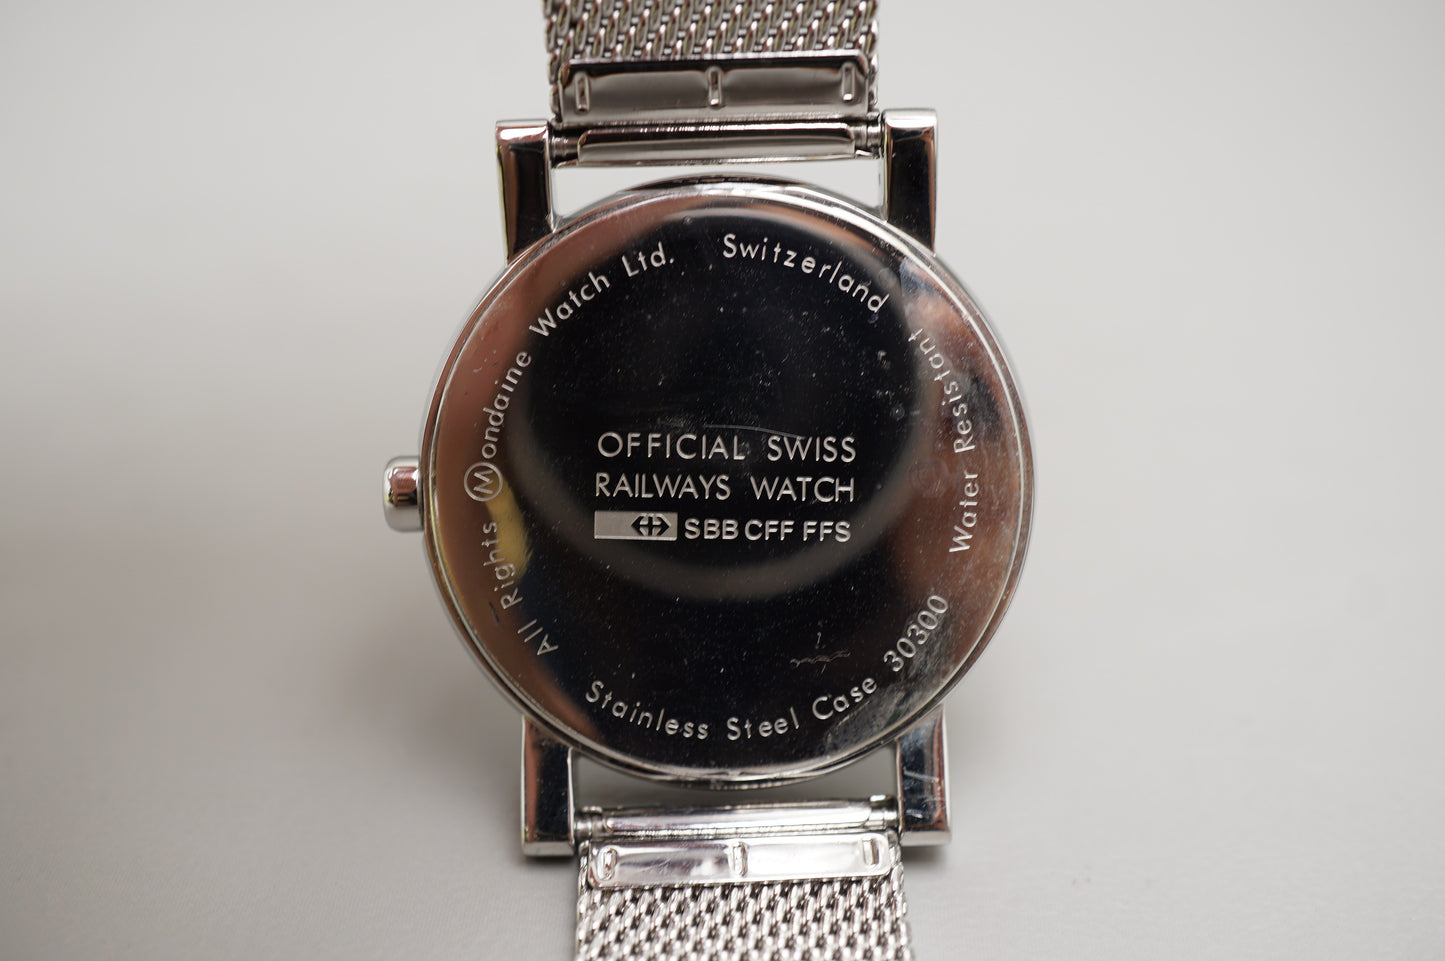 All Rights Mondaine Watch Ltd. Switzerland
Water Resistant
OFFICIAL SWISS
RAILWAYS WATCH
SBB CFF FFS
Stainless Steel Case 30300